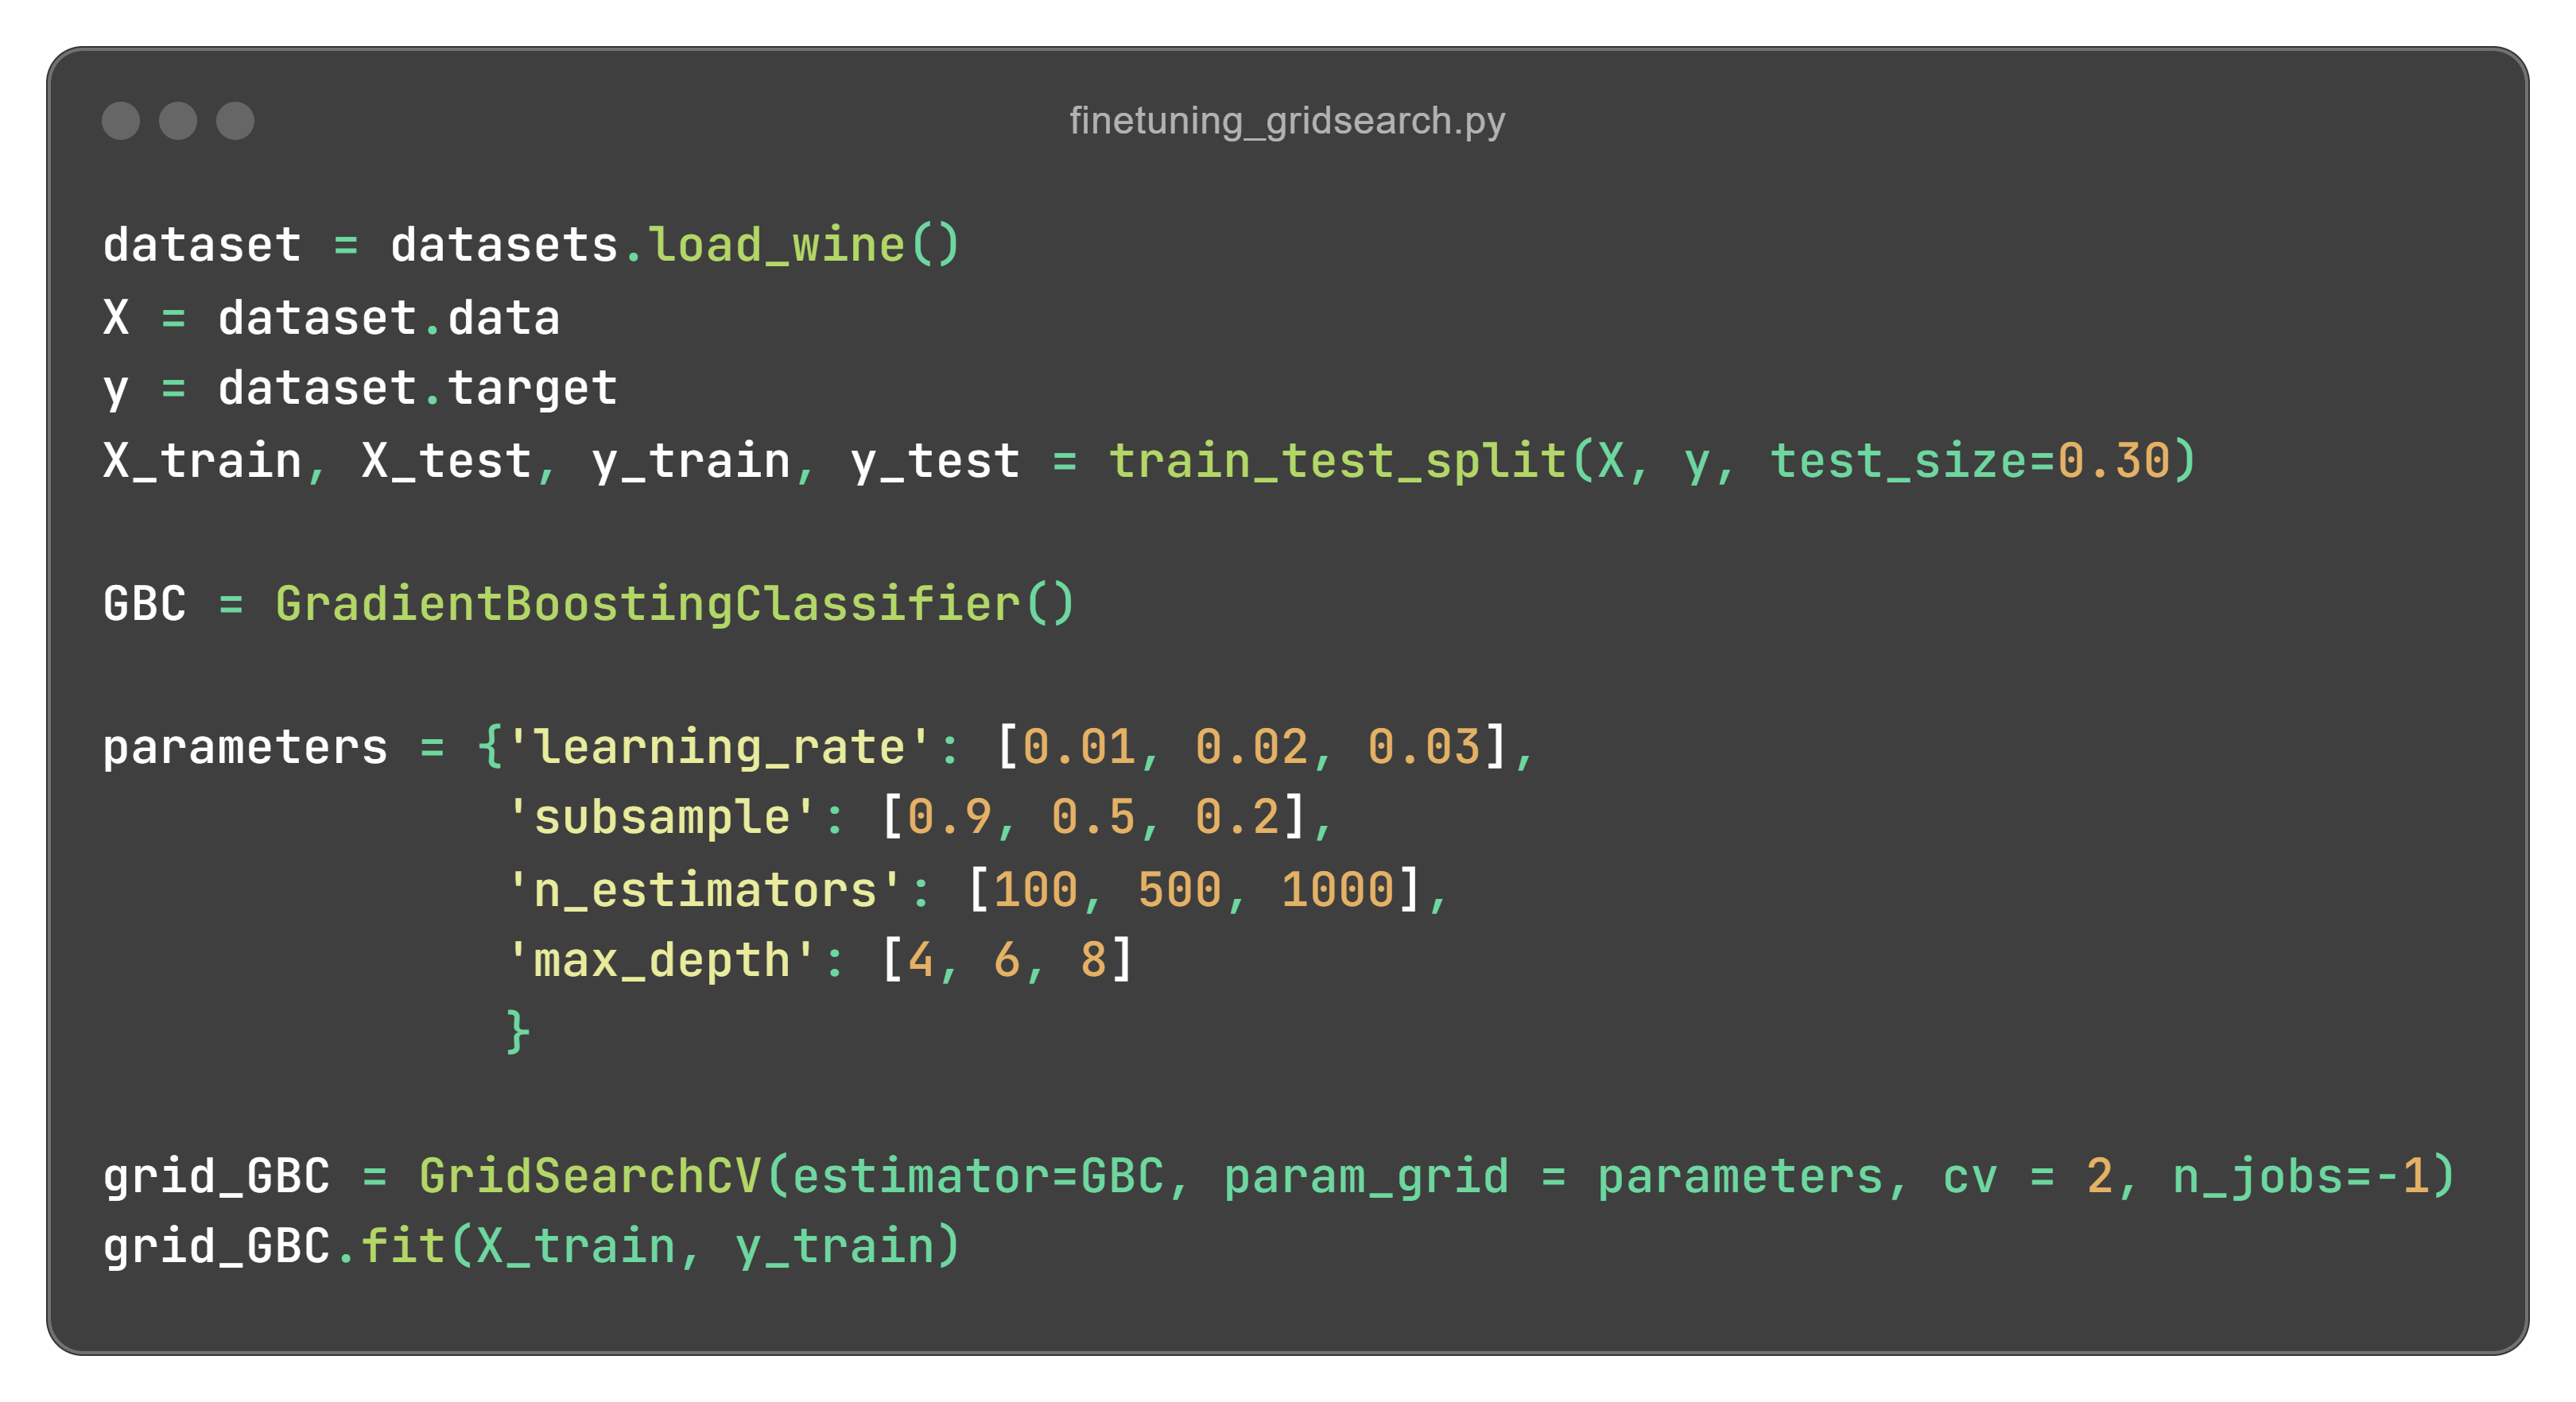 finetuning_gridsearch.py
dataset = datasets.load_wine()
X = dataset.data
y = dataset.target
X_train, X_test, y_train, y_test = train_test_split(X, y, test_size=0.30)
GBC = GradientBoostingClassifier()
parameters = {'learning_rate': [0.01, 0.02, 0.03],
              'subsample': [0.9, 0.5, 0.2],
              'n_estimators': [100, 500, 1000],
              'max_depth': [4, 6, 8]
              }
grid_GBC = GridSearchCV(estimator=GBC, param_grid = parameters, cv = 2, n_jobs=-1)
grid_GBC.fit(X_train, y_train)